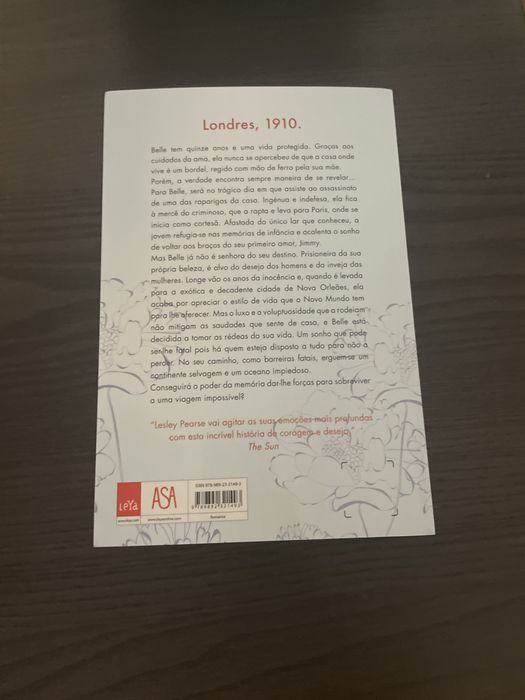 Londres, 1910.
Belle tem quinze anos e uma vida protegida. Graças aos
cuidados da ama, ela nunca se apercebeu de que a casa onde
vive é um bordel, regido com mão de ferro pela sua mãe.
Porém, a verdade encontra sempre maneira de se revelar...
Para Belle, será no trágico dia em que assiste ao assassinato
de uma das raparigas da casa. Ingénua e indefesa, ela fica
à mercê do criminoso, que a rapta e leva para Paris, onde se
inicia como cortesã. Afastada do único lar que conheceu, a
jovem refugia-se nas memórias de infância e acalenta o sonho
de voltar aos braços do seu primeiro amor, Jimmy.
Mas Belle já não é senhora do seu destino. Prisioneira da sua
própria beleza, é alvo do desejo dos homens e da inveja das
mulheres. Longe vão os anos da inocência e, quando é levada
para a exótica e decadente cidade de Nova Orleães, ela
acaba por apreciar o estilo de vida que o Novo Mundo tem
para lhe oferecer. Mas o luxo e a voluptuosidade que a rodeiam
não mitigam as saudades que sente de casa, e Belle está
decidida a tomar as rédeas da sua vida. Um sonho que pode
ser-lhe fatal pois há quem esteja disposto a tudo para não a
perder. No seu caminho, como barreiras fatais, erguem-se um
continente selvagem e um oceano impiedoso.
Conseguirá o poder da memória dar-lhe forças para sobreviver
a uma viagem impossível?
"Lesley Pearse vai agitar as suas emoções mais profundas
com esta incrível história de coragem e desejo."
The Sun
LeYa
ASA
ISBN 978-989-23-2149-3
9 789892 321493
Romance